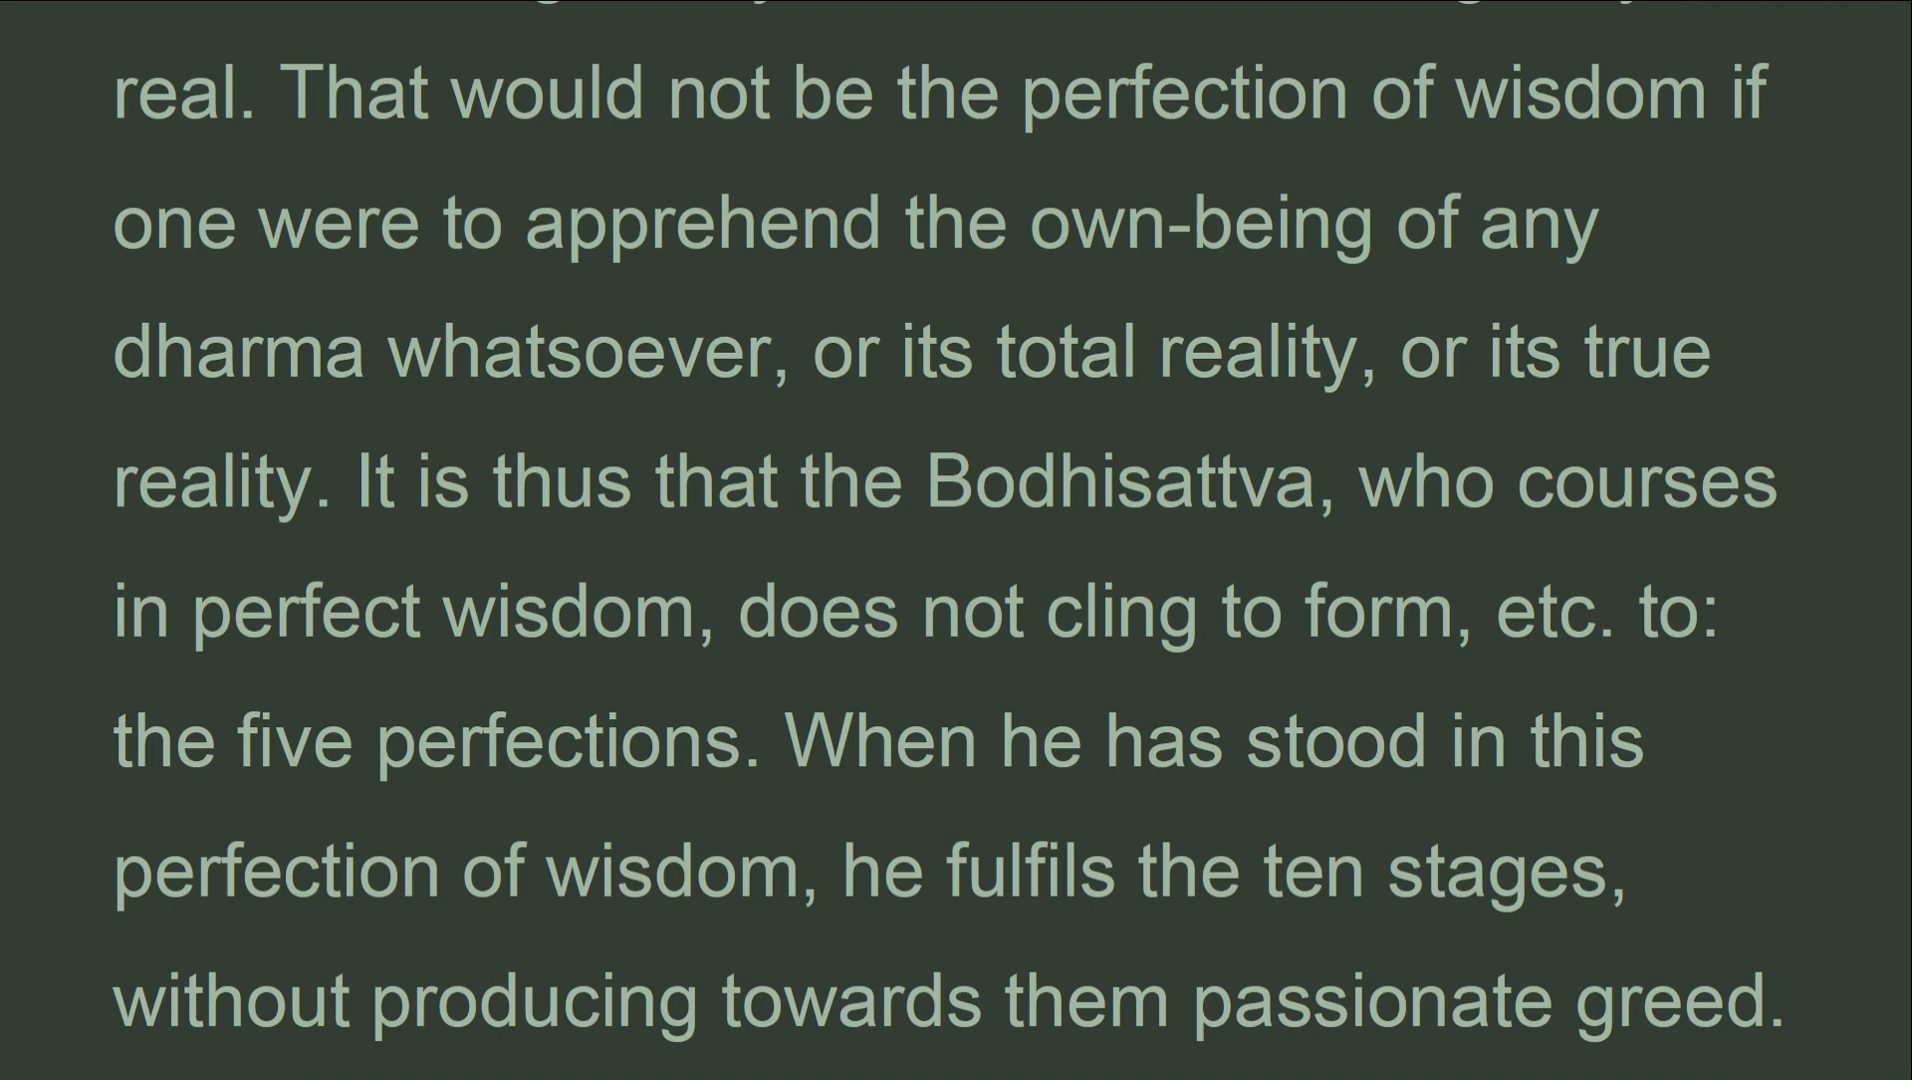 real. That would not be the perfection of wisdom if
one were to apprehend the own-being of any
dharma whatsoever, or its total reality, or its true
reality. It is thus that the Bodhisattva, who courses
in perfect wisdom, does not cling to form, etc. to:
the five perfections. When he has stood in this
perfection of wisdom, he fulfils the ten stages,
without producing towards them passionate greed.